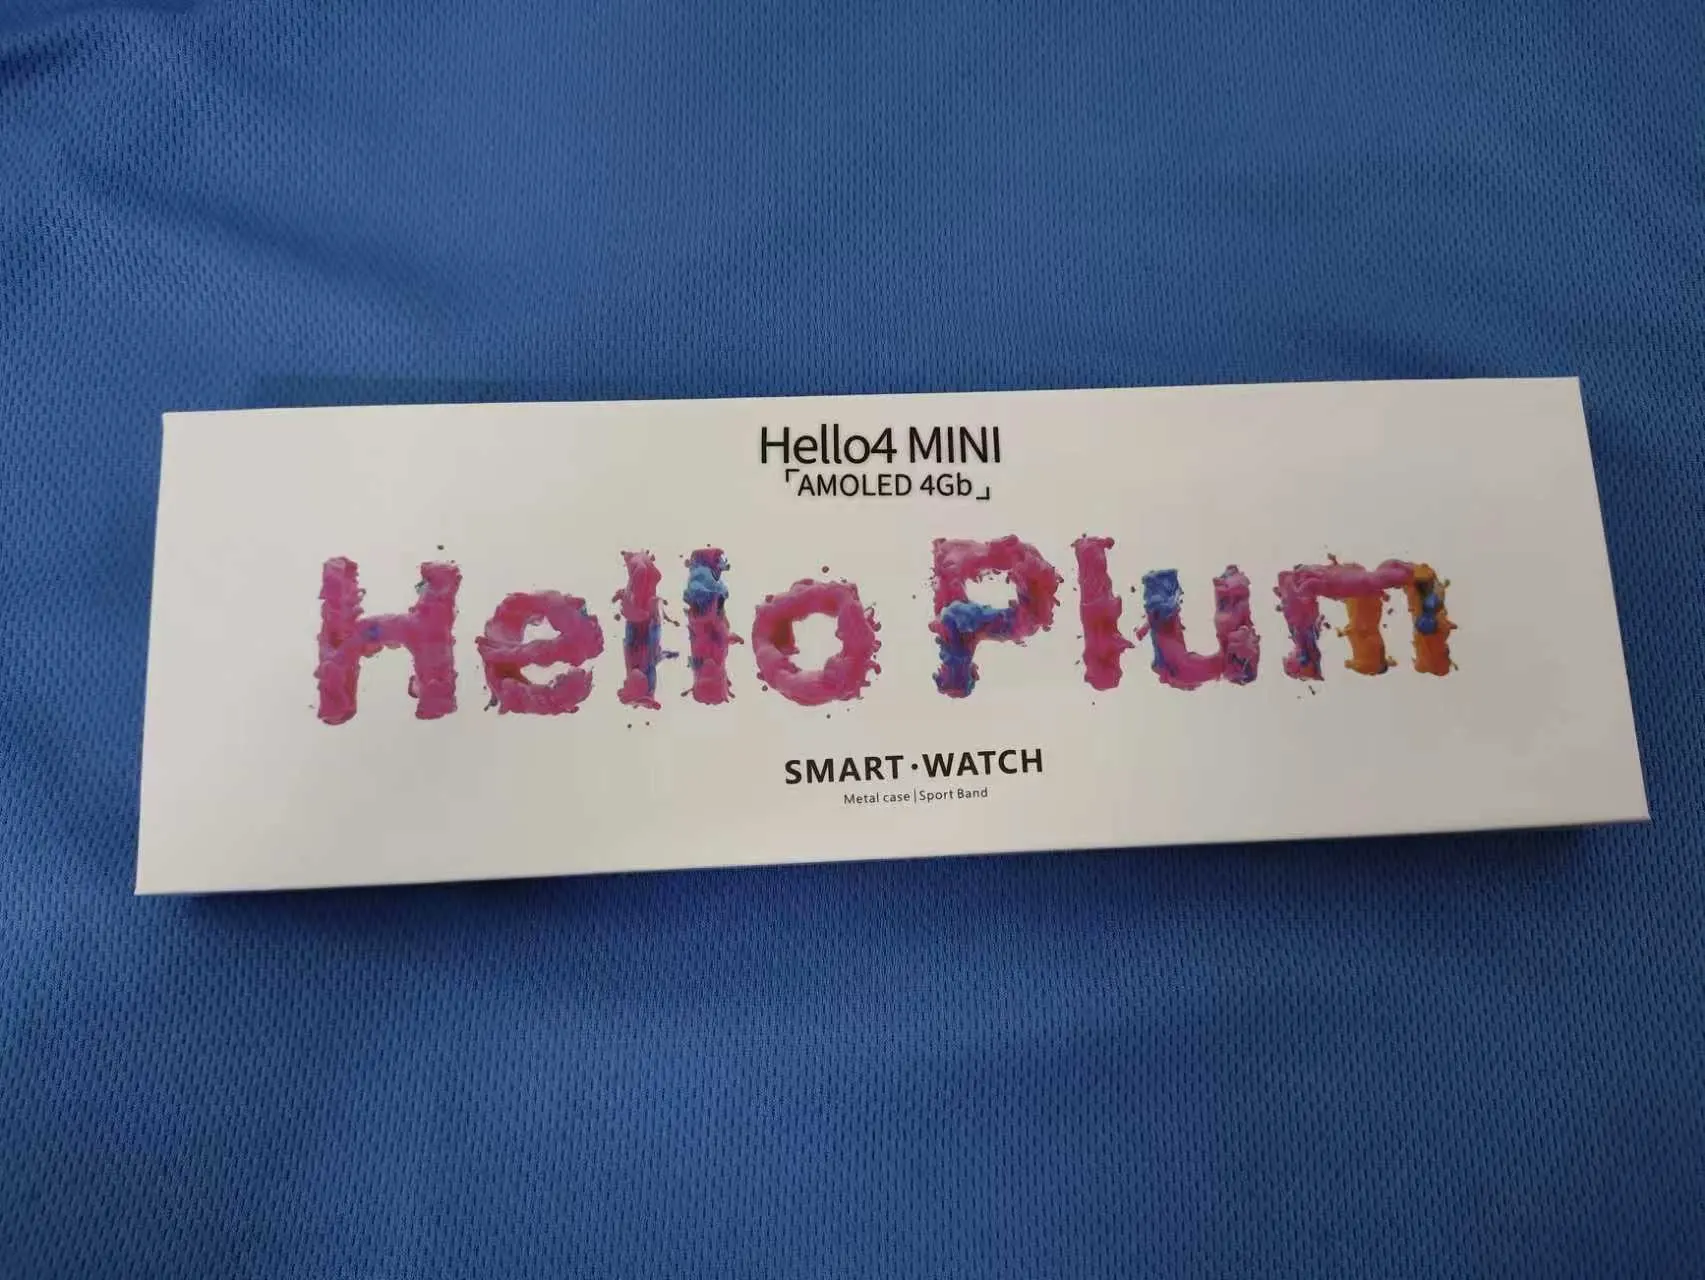 Hello4 MINI
「AMOLED 4Gb」
Hello Plum
SMART·WATCH
Metal case|Sport Band